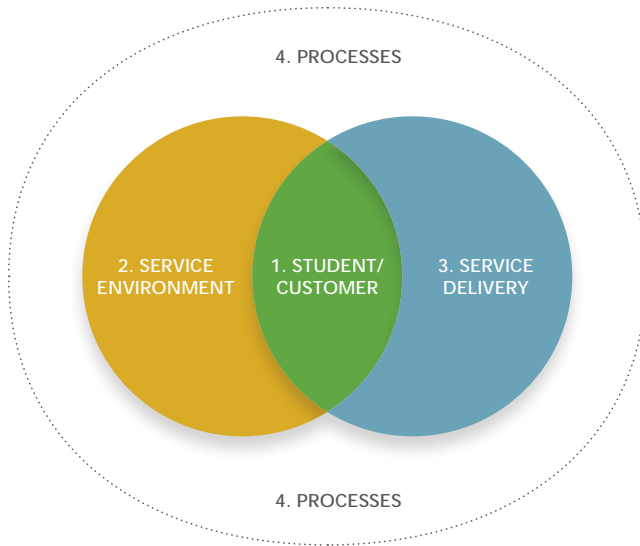 4. PROCESSES
2. SERVICE
ENVIRONMENT
1. STUDENT/
CUSTOMER
3. SERVICE
DELIVERY
4. PROCESSES